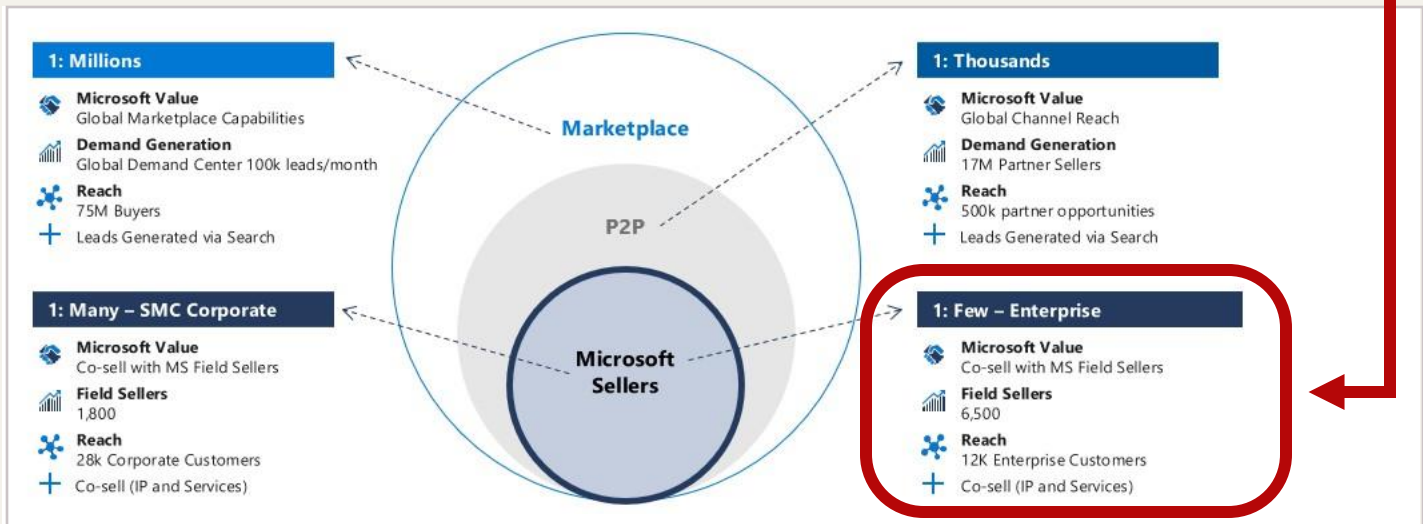 1: Millions
Microsoft Value
Global Marketplace Capabilities
Demand Generation
Global Demand Center 100k leads/month
Reach
75M Buyers
Leads Generated via Search
Marketplace
P2P
Microsoft
Sellers
1: Thousands
Microsoft Value
Global Channel Reach
Demand Generation
17M Partner Sellers
Reach
500k partner opportunities
Leads Generated via Search
1: Many – SMC Corporate
Microsoft Value
Co-sell with MS Field Sellers
Field Sellers
1,800
Reach
28k Corporate Customers
Co-sell (IP and Services)
1: Few – Enterprise
Microsoft Value
Co-sell with MS Field Sellers
Field Sellers
6,500
Reach
12K Enterprise Customers
Co-sell (IP and Services)